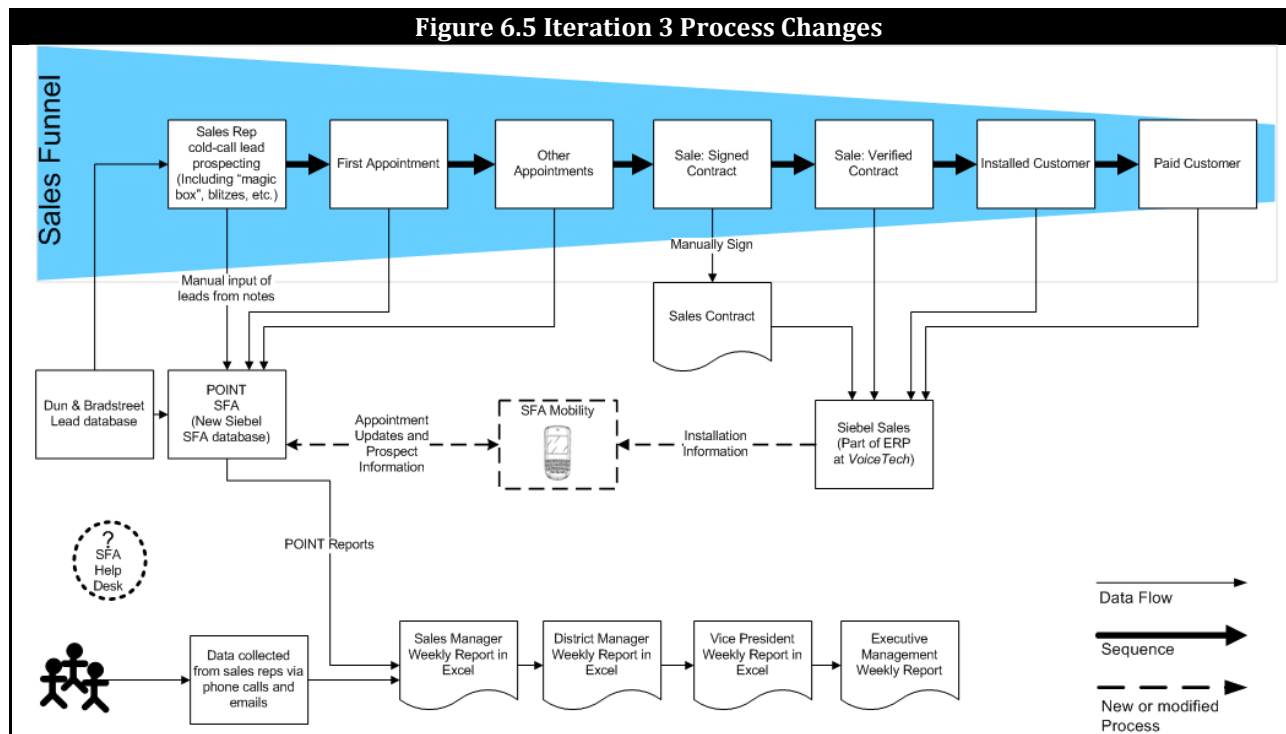 Figure 6.5 Iteration 3 Process Changes
Sales Funnel
Sales Rep
cold-call lead
prospecting
(Including “magic
box”, blitzes, etc.)
First Appointment
Other
Appointments
Sale: Signed
Contract
Sale: Verified
Contract
Installed Customer
Paid Customer
Manual input of
leads from notes
Manually Sign
Sales Contract
Dun & Bradstreet
Lead database
POINT
SFA
(New Siebel
SFA database)
Appointment
Updates and
Prospect
Information
SFA Mobility
Installation
Information
Siebel Sales
(Part of ERP
at VoiceTech)
POINT Reports
?
SFA
Help
Desk
Data collected
from sales reps via
phone calls and
emails
Sales Manager
Weekly Report in
Excel
District Manager
Weekly Report in
Excel
Vice President
Weekly Report in
Excel
Executive
Management
Weekly Report
Data Flow
Sequence
New or modified
Process